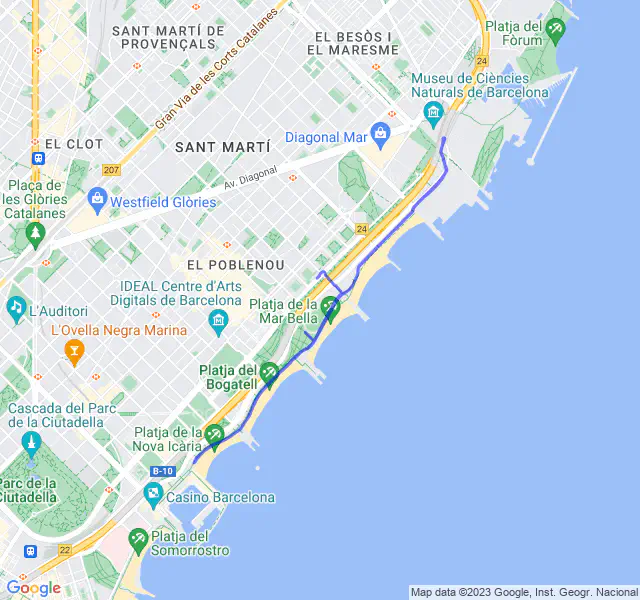 SANT MARTÍ DE
PROVENÇALS
EL BESÒS I
EL MARESME
Platja del
Fòrum
24
Gran Via de les Corts Catalanes
Museu de Ciències
Naturals de Barcelona
EL CLOT
SANT MARTÍ
Diagonal Mar
207
Av. Diagonal
Plaça de
les Glòries
Catalanes
Westfield Glòries
24
EL POBLENOU
IDEAL Centre d'Arts
Digitals de Barcelona
L'Auditori
Platja de la
Mar Bella
L'Ovella Negra Marina
Platja del
Bogatell
Cascada del Parc
de la Ciutadella
Platja de la
Nova Icària
B-10
Parc de la
Ciutadella
Casino Barcelona
22
Platja del
Somorrostro
Google
Map data ©2023 Google, Inst. Geogr. Nacional